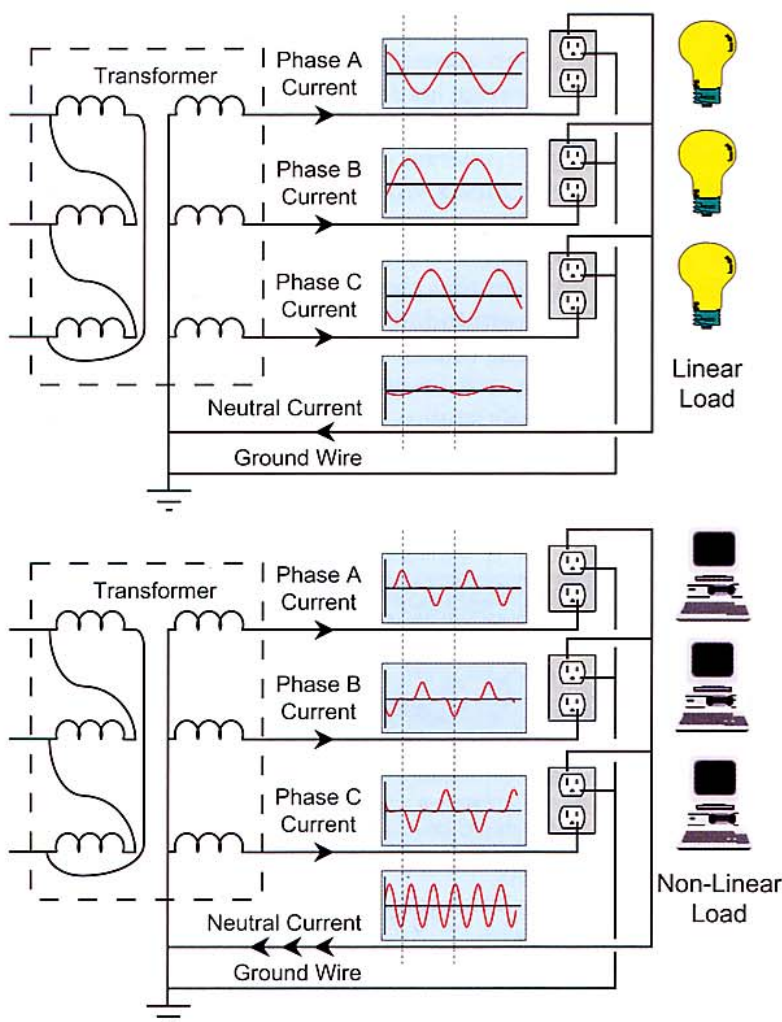 Transformer
Phase A
Current
Phase B
Current
Phase C
Current
Linear
Load
Neutral Current
Ground Wire
Transformer
Phase A
Current
Phase B
Current
Phase C
Current
Non-Linear
Load
Neutral Current
Ground Wire